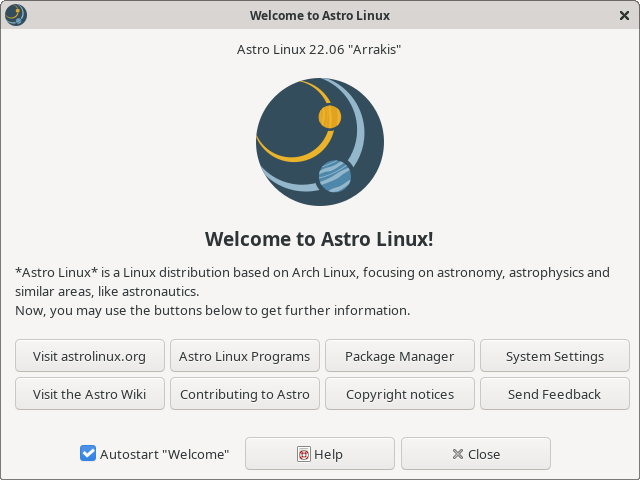 Welcome to Astro Linux
Astro Linux 22.06 "Arrakis"
Welcome to Astro Linux!
*Astro Linux* is a Linux distribution based on Arch Linux, focusing on astronomy, astrophysics and
similar areas, like astronautics.
Now, you may use the buttons below to get further information.
Visit astrolinux.org
Astro Linux Programs
Package Manager
System Settings
Visit the Astro Wiki
Contributing to Astro
Copyright notices
Send Feedback
Autostart "Welcome"
Help
Close